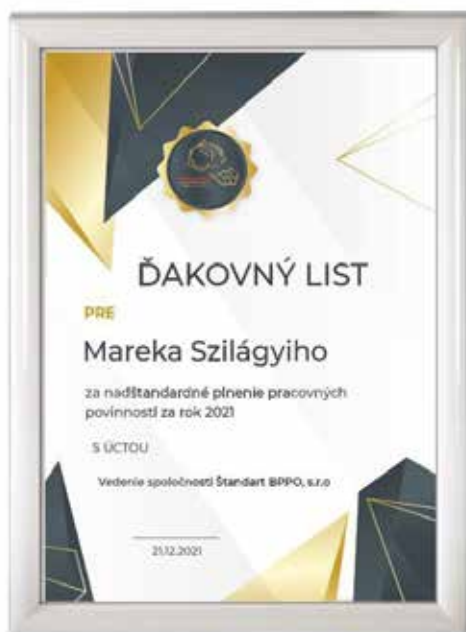 ĎAKOVNÝ LIST
PRE
Mareka Szilágyiho
za nadštandardné plnenie pracovných
povinností za rok 2021
S ÚCTOU
Vedenie spoločnosti Štandart BPPO, s.r.o
21.12.2021